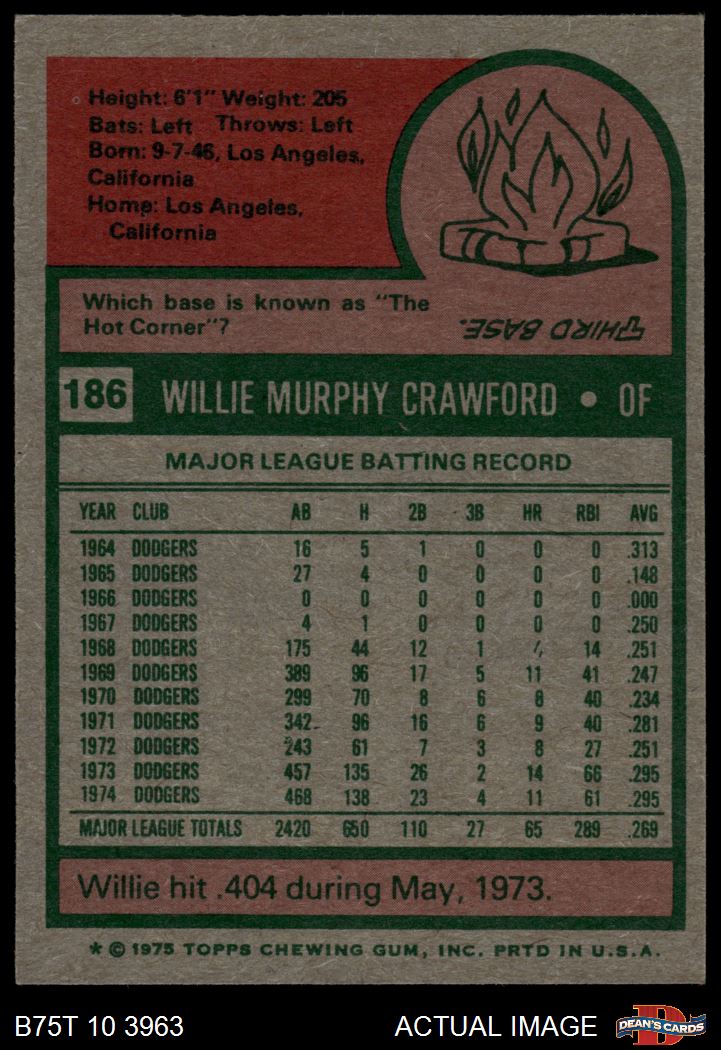 Height: 6'1" Weight: 205
Bats: Left Throws: Left
Born: 9-7-46, Los Angeles,
California
Home: Los Angeles,
California
Which base is known as "The
Hot Corner"?
THIRD BASE.
186 WILLIE MURPHY CRAWFORD • OF
MAJOR LEAGUE BATTING RECORD
YEAR CLUB AB H 2B 3B HR RBI AVG
1964 DODGERS 16 5 1 0 0 0 .313
1965 DODGERS 27 4 0 0 0 0 .148
1966 DODGERS 0 0 0 0 0 0 .000
1967 DODGERS 4 1 0 0 0 0 .250
1968 DODGERS 175 44 12 1 4 14 .251
1969 DODGERS 389 96 17 5 11 41 .247
1970 DODGERS 299 70 8 6 8 40 .234
1971 DODGERS 342 96 16 6 9 40 .281
1972 DODGERS 243 61 7 3 8 27 .251
1973 DODGERS 457 135 26 2 14 66 .295
1974 DODGERS 468 138 23 4 11 61 .295
MAJOR LEAGUE TOTALS 2420 650 110 27 65 289 .269
Willie hit .404 during May, 1973.
* © 1975 TOPPS CHEWING GUM, INC. PRTD IN U.S.A.
B75T 10 3963 ACTUAL IMAGE D DEAN'S CARDS